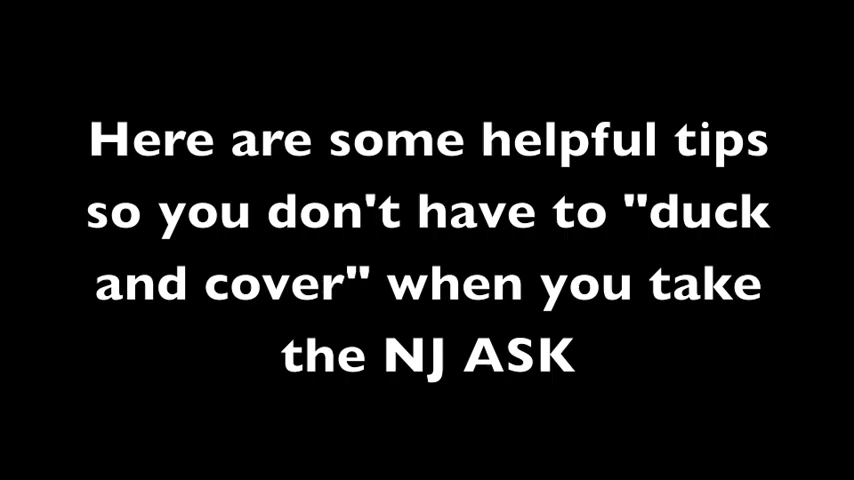 Here are some helpful tips
so you don't have to "duck
and cover" when you take
the NJ ASK